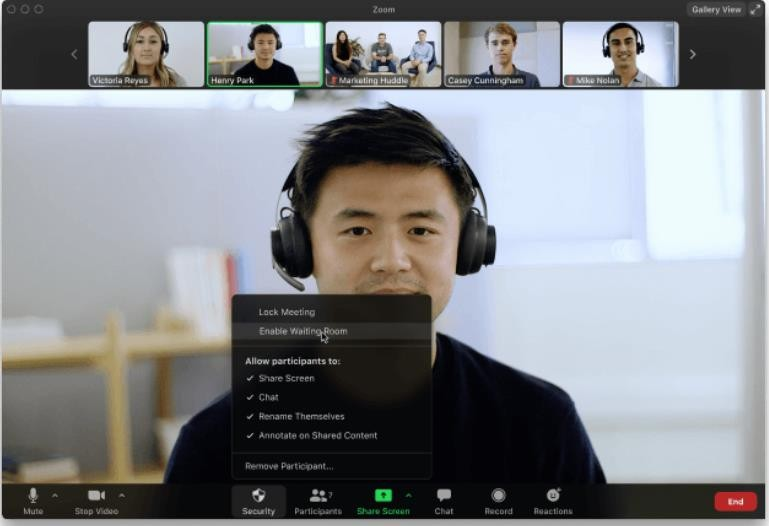 Zoom
Gallery View
Victoria Reyes
Henry Park
Marketing Huddle
Casey Cunningham
Mike Nolan
Lock Meeting
Enable Waiting Room
Allow participants to:
Share Screen
Chat
Rename Themselves
Annotate on Shared Content
Remove Participant...
Mute
Stop Video
Security
7
Participants
Share Screen
Chat
Record
Reactions
End